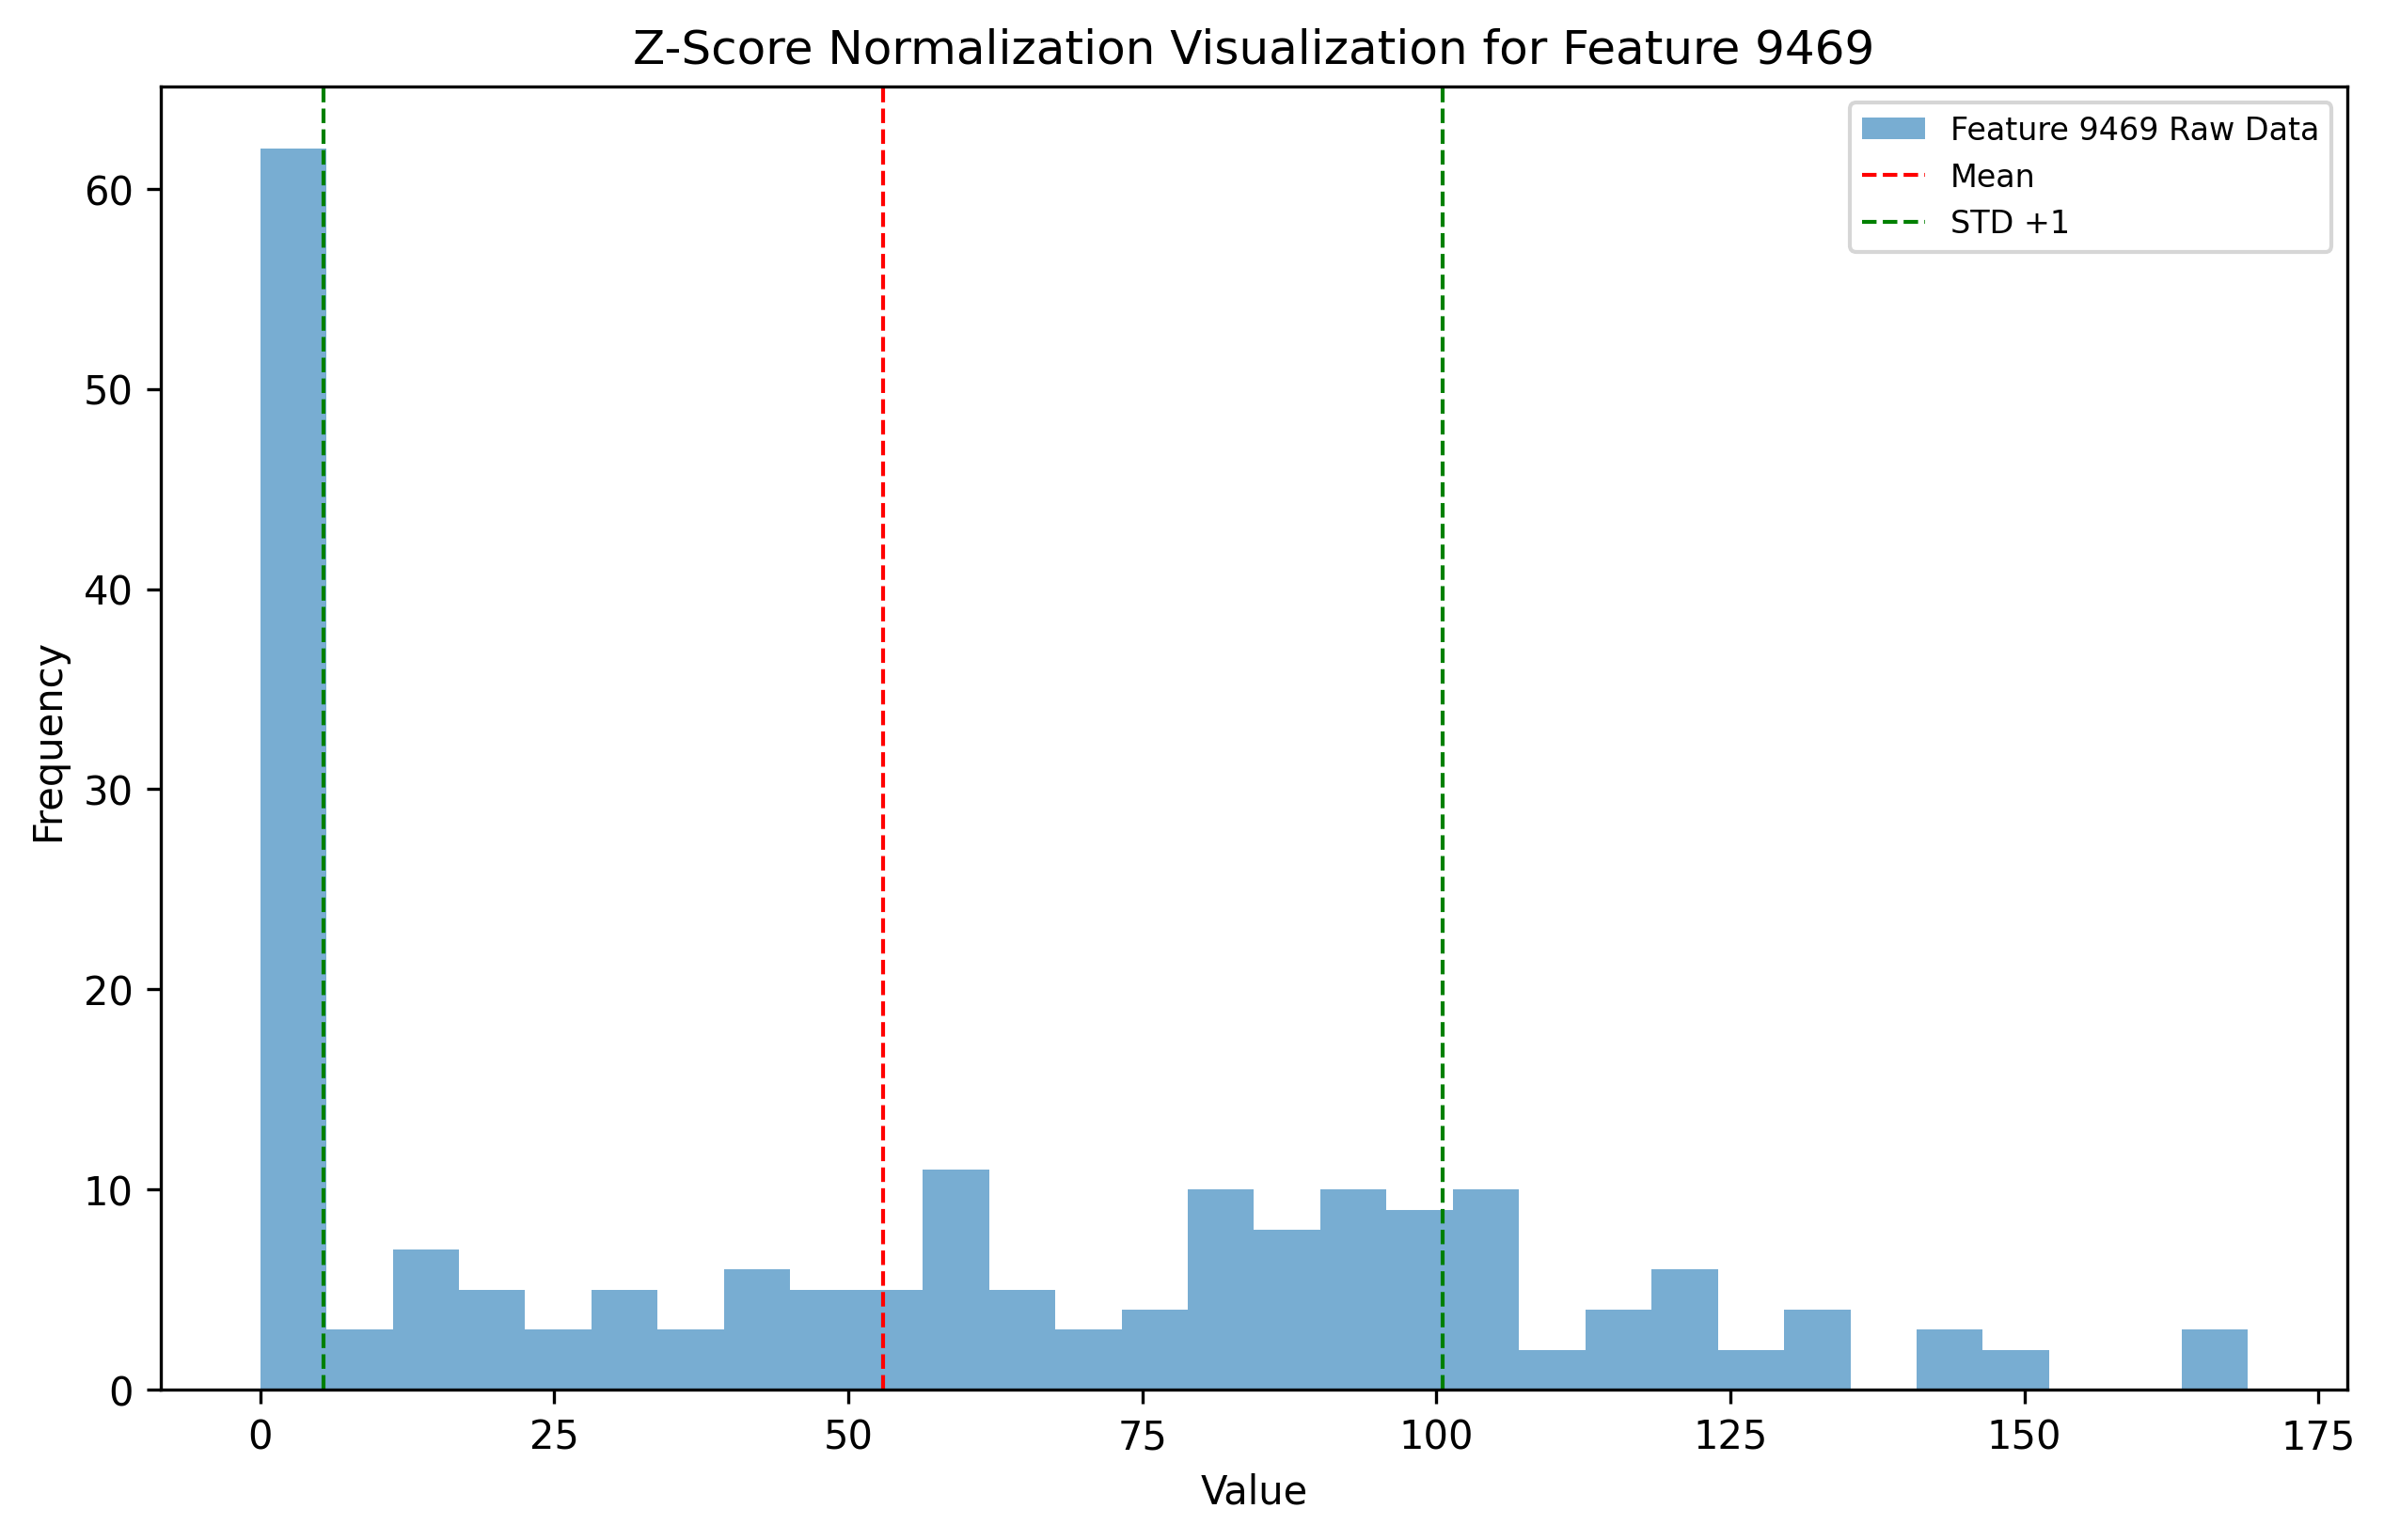 Z-Score Normalization Visualization for Feature 9469
Feature 9469 Raw Data
Mean
STD +1
Frequency
60
50
40
30
20
10
0
0 25 50 75 100 125 150 175
Value